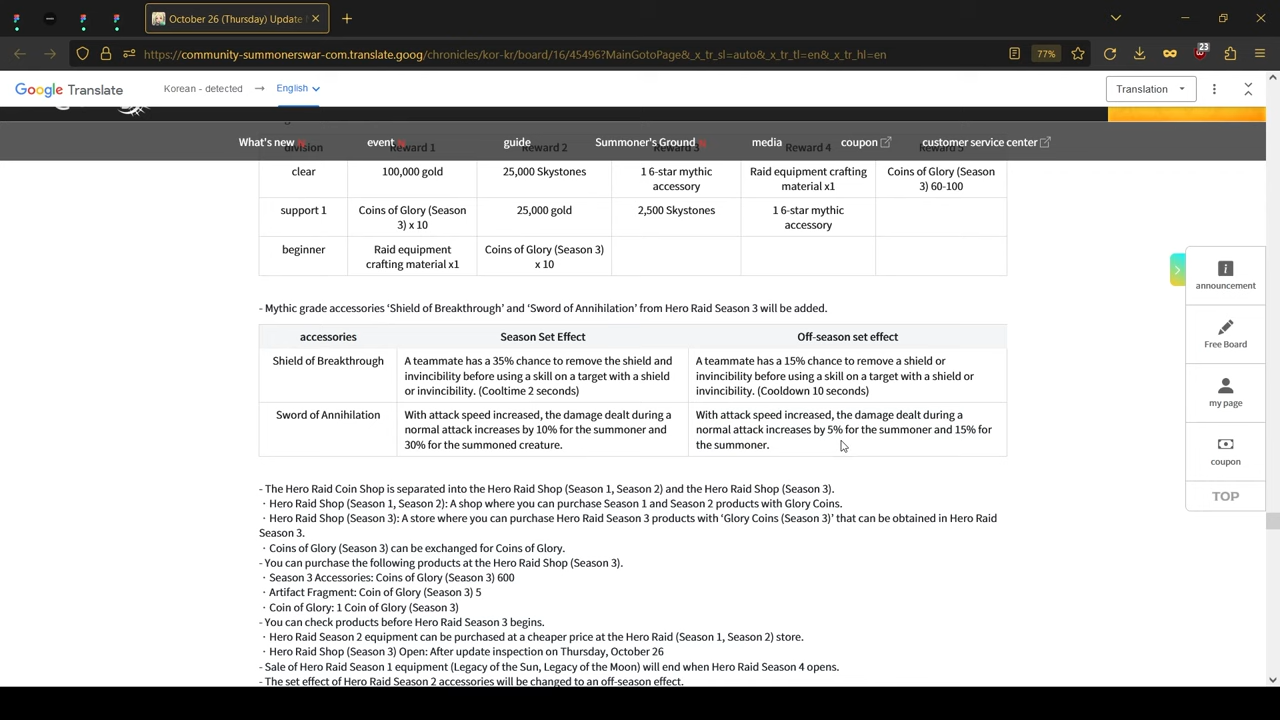 October 26 (Thursday) Update
https://community-summonerswar-com.translate.goog/chronicles/kor-kr/board/16/45496?MainGotoPage&_x_tr_sl=auto&_x_tr_tl=en&_x_tr_hl=en
77%
23
Google Translate
Korean - detected
English
Translation
What's new
event
guide
Summoner's Ground
media
coupon
customer service center
division Reward 1 Reward 2 Reward 3 Reward 4 Reward 5
clear
100,000 gold
25,000 Skystones
1 6-star mythic
accessory
Raid equipment crafting
material x1
Coins of Glory (Season
3) 60-100
support 1
Coins of Glory (Season
3) x 10
25,000 gold
2,500 Skystones
1 6-star mythic
accessory
beginner
Raid equipment
crafting material x1
Coins of Glory (Season 3)
x 10
- Mythic grade accessories ‘Shield of Breakthrough’ and ‘Sword of Annihilation’ from Hero Raid Season 3 will be added.
accessories
Season Set Effect
Off-season set effect
Shield of Breakthrough
A teammate has a 35% chance to remove the shield and
invincibility before using a skill on a target with a shield
or invincibility. (Cooltime 2 seconds)
A teammate has a 15% chance to remove a shield or
invincibility before using a skill on a target with a shield or
invincibility. (Cooldown 10 seconds)
Sword of Annihilation
With attack speed increased, the damage dealt during a
normal attack increases by 10% for the summoner and
30% for the summoned creature.
With attack speed increased, the damage dealt during a
normal attack increases by 5% for the summoner and 15% for
the summoner.
- The Hero Raid Coin Shop is separated into the Hero Raid Shop (Season 1, Season 2) and the Hero Raid Shop (Season 3).
· Hero Raid Shop (Season 1, Season 2): A shop where you can purchase Season 1 and Season 2 products with Glory Coins.
· Hero Raid Shop (Season 3): A store where you can purchase Hero Raid Season 3 products with ‘Glory Coins (Season 3)’ that can be obtained in Hero Raid
Season 3.
· Coins of Glory (Season 3) can be exchanged for Coins of Glory.
- You can purchase the following products at the Hero Raid Shop (Season 3).
· Season 3 Accessories: Coins of Glory (Season 3) 600
· Artifact Fragment: Coin of Glory (Season 3) 5
· Coin of Glory: 1 Coin of Glory (Season 3)
- You can check products before Hero Raid Season 3 begins.
· Hero Raid Season 2 equipment can be purchased at a cheaper price at the Hero Raid (Season 1, Season 2) store.
· Hero Raid Shop (Season 3) Open: After update inspection on Thursday, October 26
- Sale of Hero Raid Season 1 equipment (Legacy of the Sun, Legacy of the Moon) will end when Hero Raid Season 4 opens.
- The set effect of Hero Raid Season 2 accessories will be changed to an off-season effect.
announcement
Free Board
my page
coupon
TOP